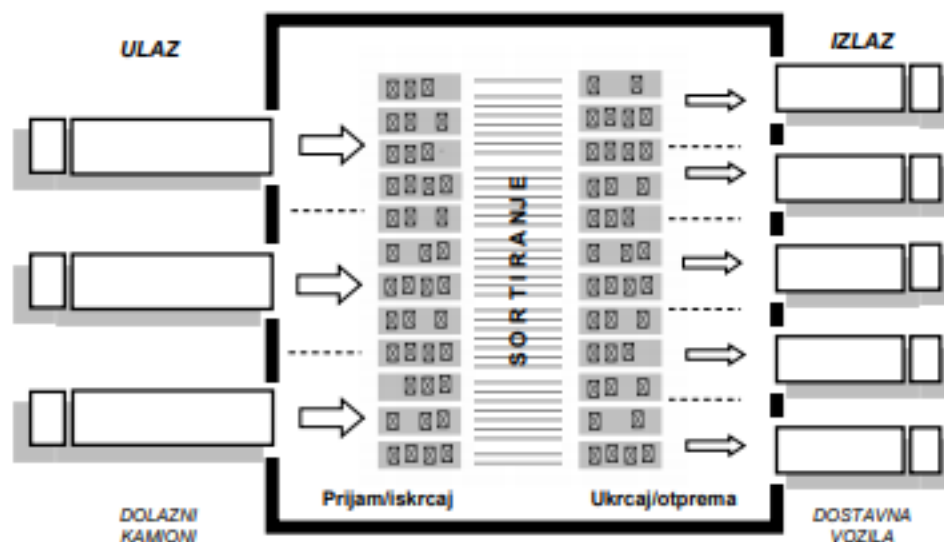 ULAZ
IZLAZ
SORTIRANJE
Prijam/iskrcaj
Ukrcaj/otprema
DOLAZNI
KAMIONI
DOSTAVNA
VOZILA